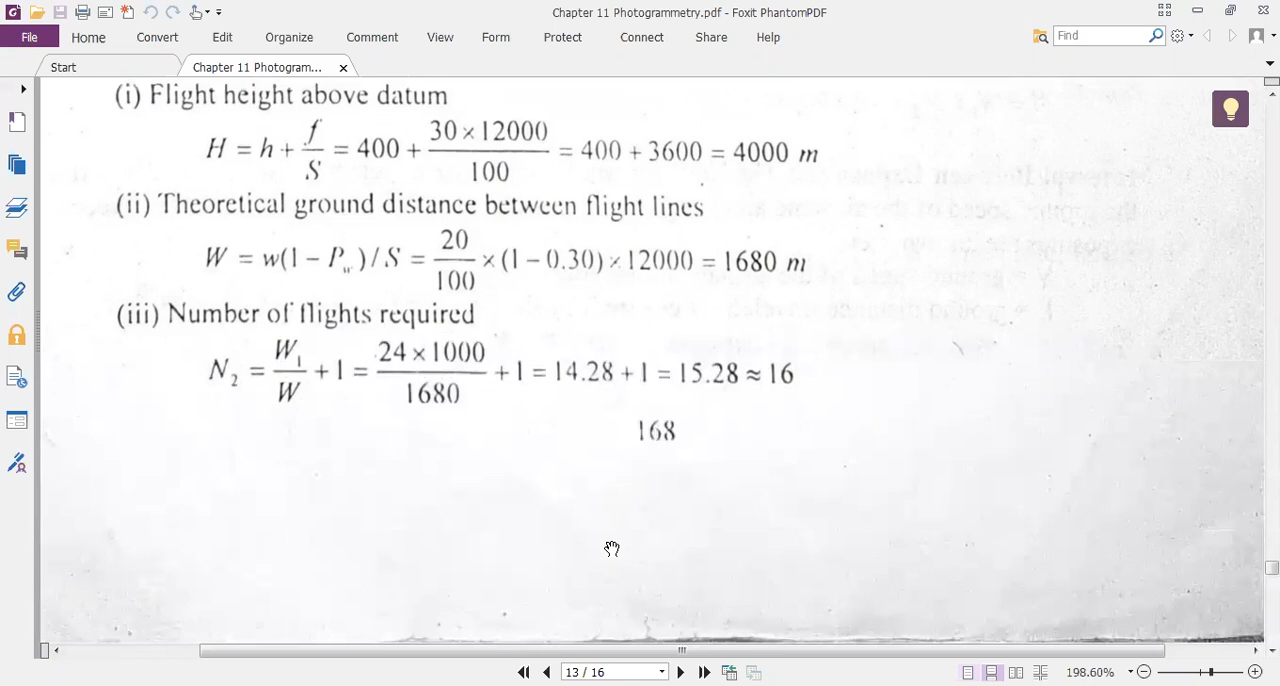 Chapter 11 Photogrammetry.pdf - Foxit PhantomPDF
File Home Convert Edit Organize Comment View Form Protect Connect Share Help Find
Start Chapter 11 Photogram...
(i) Flight height above datum
H = h + f/S = 400 + 30 × 12000/100 = 400 + 3600 = 4000 m
(ii) Theoretical ground distance between flight lines
W = w(1 − P_w)/S = 20/100 × (1 − 0.30) × 12000 = 1680 m
(iii) Number of flights required
N₂ = W₁/W + 1 = 24 × 1000/1680 + 1 = 14.28 + 1 = 15.28 ≈ 16
168
13 / 16 198.60%